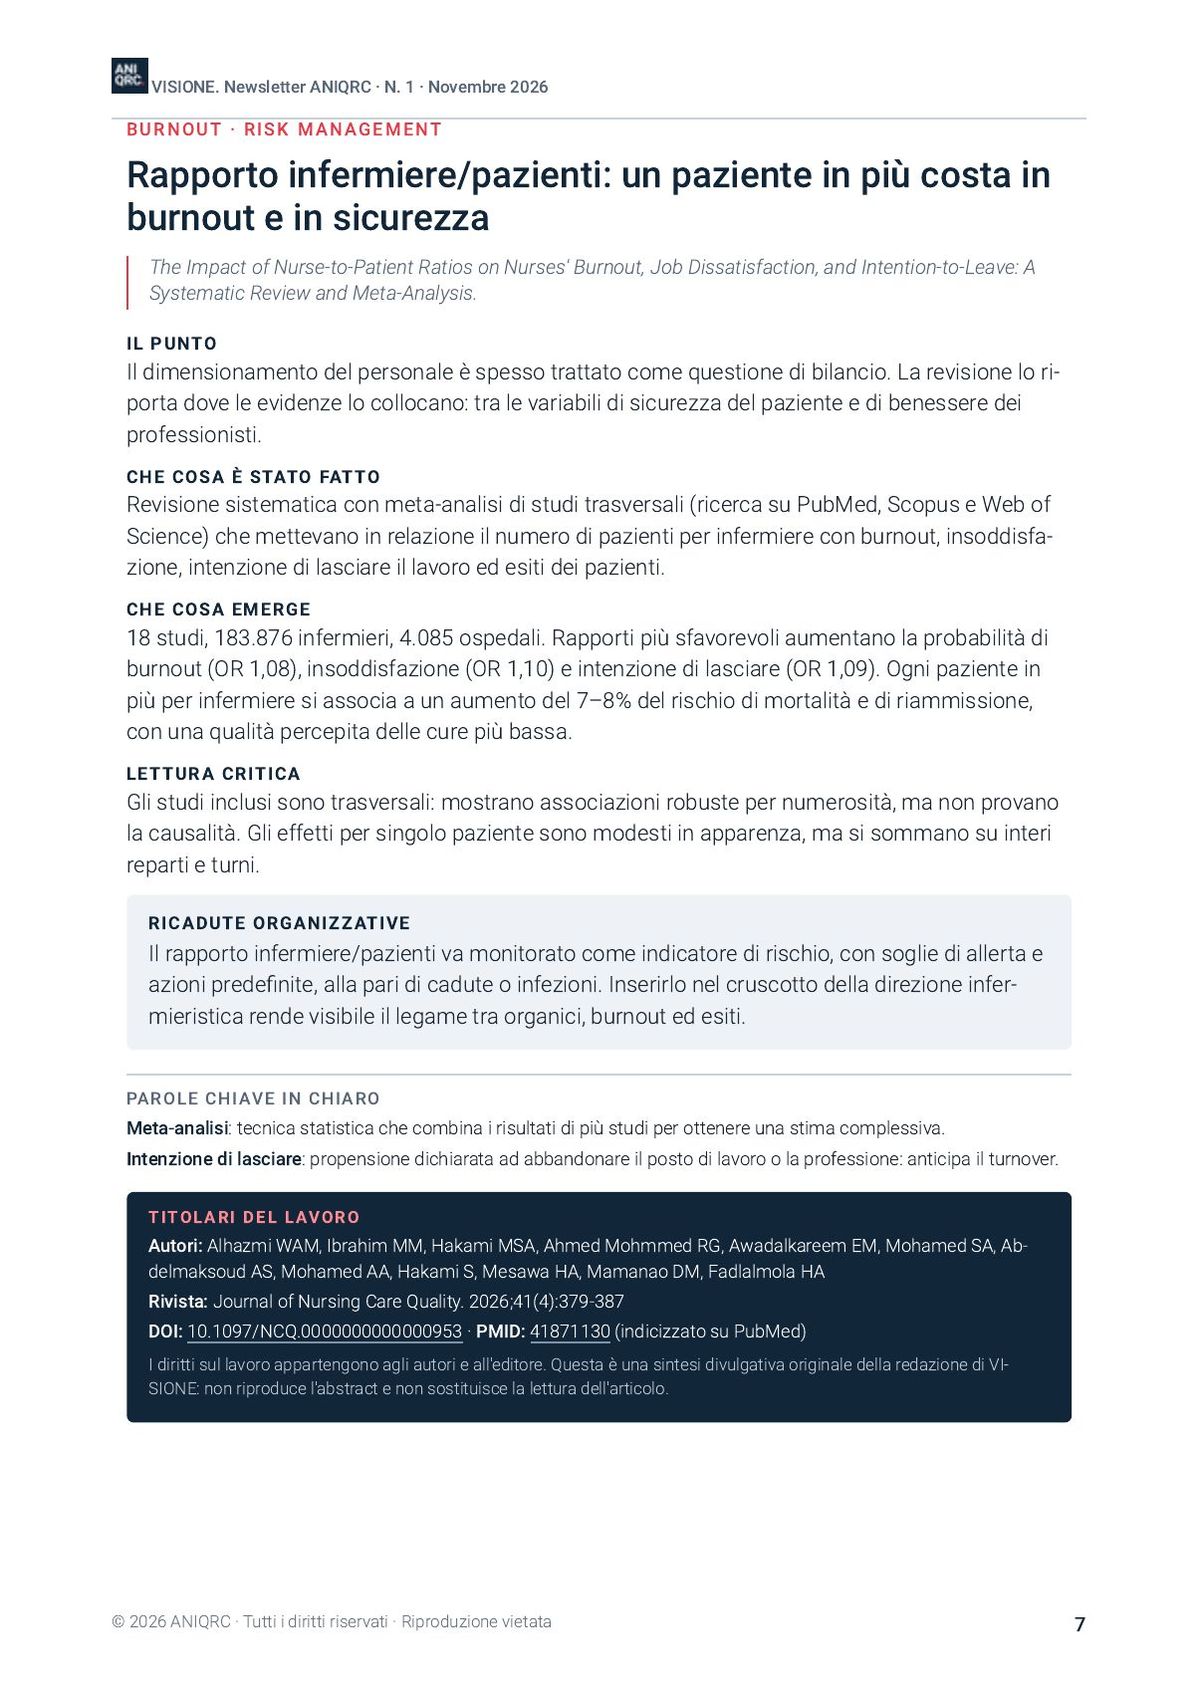 ANI
QRC
VISIONE. Newsletter ANIQRC · N. 1 · Novembre 2026
BURNOUT · RISK MANAGEMENT
Rapporto infermiere/pazienti: un paziente in più costa in
burnout e in sicurezza
The Impact of Nurse-to-Patient Ratios on Nurses' Burnout, Job Dissatisfaction, and Intention-to-Leave: A
Systematic Review and Meta-Analysis.
IL PUNTO
Il dimensionamento del personale è spesso trattato come questione di bilancio. La revisione lo ri-
porta dove le evidenze lo collocano: tra le variabili di sicurezza del paziente e di benessere dei
professionisti.
CHE COSA È STATO FATTO
Revisione sistematica con meta-analisi di studi trasversali (ricerca su PubMed, Scopus e Web of
Science) che mettevano in relazione il numero di pazienti per infermiere con burnout, insoddisfa-
zione, intenzione di lasciare il lavoro ed esiti dei pazienti.
CHE COSA EMERGE
18 studi, 183.876 infermieri, 4.085 ospedali. Rapporti più sfavorevoli aumentano la probabilità di
burnout (OR 1,08), insoddisfazione (OR 1,10) e intenzione di lasciare (OR 1,09). Ogni paziente in
più per infermiere si associa a un aumento del 7–8% del rischio di mortalità e di riammissione,
con una qualità percepita delle cure più bassa.
LETTURA CRITICA
Gli studi inclusi sono trasversali: mostrano associazioni robuste per numerosità, ma non provano
la causalità. Gli effetti per singolo paziente sono modesti in apparenza, ma si sommano su interi
reparti e turni.
RICADUTE ORGANIZZATIVE
Il rapporto infermiere/pazienti va monitorato come indicatore di rischio, con soglie di allerta e
azioni predefinite, alla pari di cadute o infezioni. Inserirlo nel cruscotto della direzione infer-
mieristica rende visibile il legame tra organici, burnout ed esiti.
PAROLE CHIAVE IN CHIARO
Meta-analisi: tecnica statistica che combina i risultati di più studi per ottenere una stima complessiva.
Intenzione di lasciare: propensione dichiarata ad abbandonare il posto di lavoro o la professione: anticipa il turnover.
TITOLARI DEL LAVORO
Autori: Alhazmi WAM, Ibrahim MM, Hakami MSA, Ahmed Mohmmed RG, Awadalkareem EM, Mohamed SA, Ab-
delmaksoud AS, Mohamed AA, Hakami S, Mesawa HA, Mamanao DM, Fadlalmola HA
Rivista: Journal of Nursing Care Quality. 2026;41(4):379-387
DOI: 10.1097/NCQ.0000000000000953 · PMID: 41871130 (indicizzato su PubMed)
I diritti sul lavoro appartengono agli autori e all'editore. Questa è una sintesi divulgativa originale della redazione di VI-
SIONE: non riproduce l'abstract e non sostituisce la lettura dell'articolo.
© 2026 ANIQRC · Tutti i diritti riservati · Riproduzione vietata
7